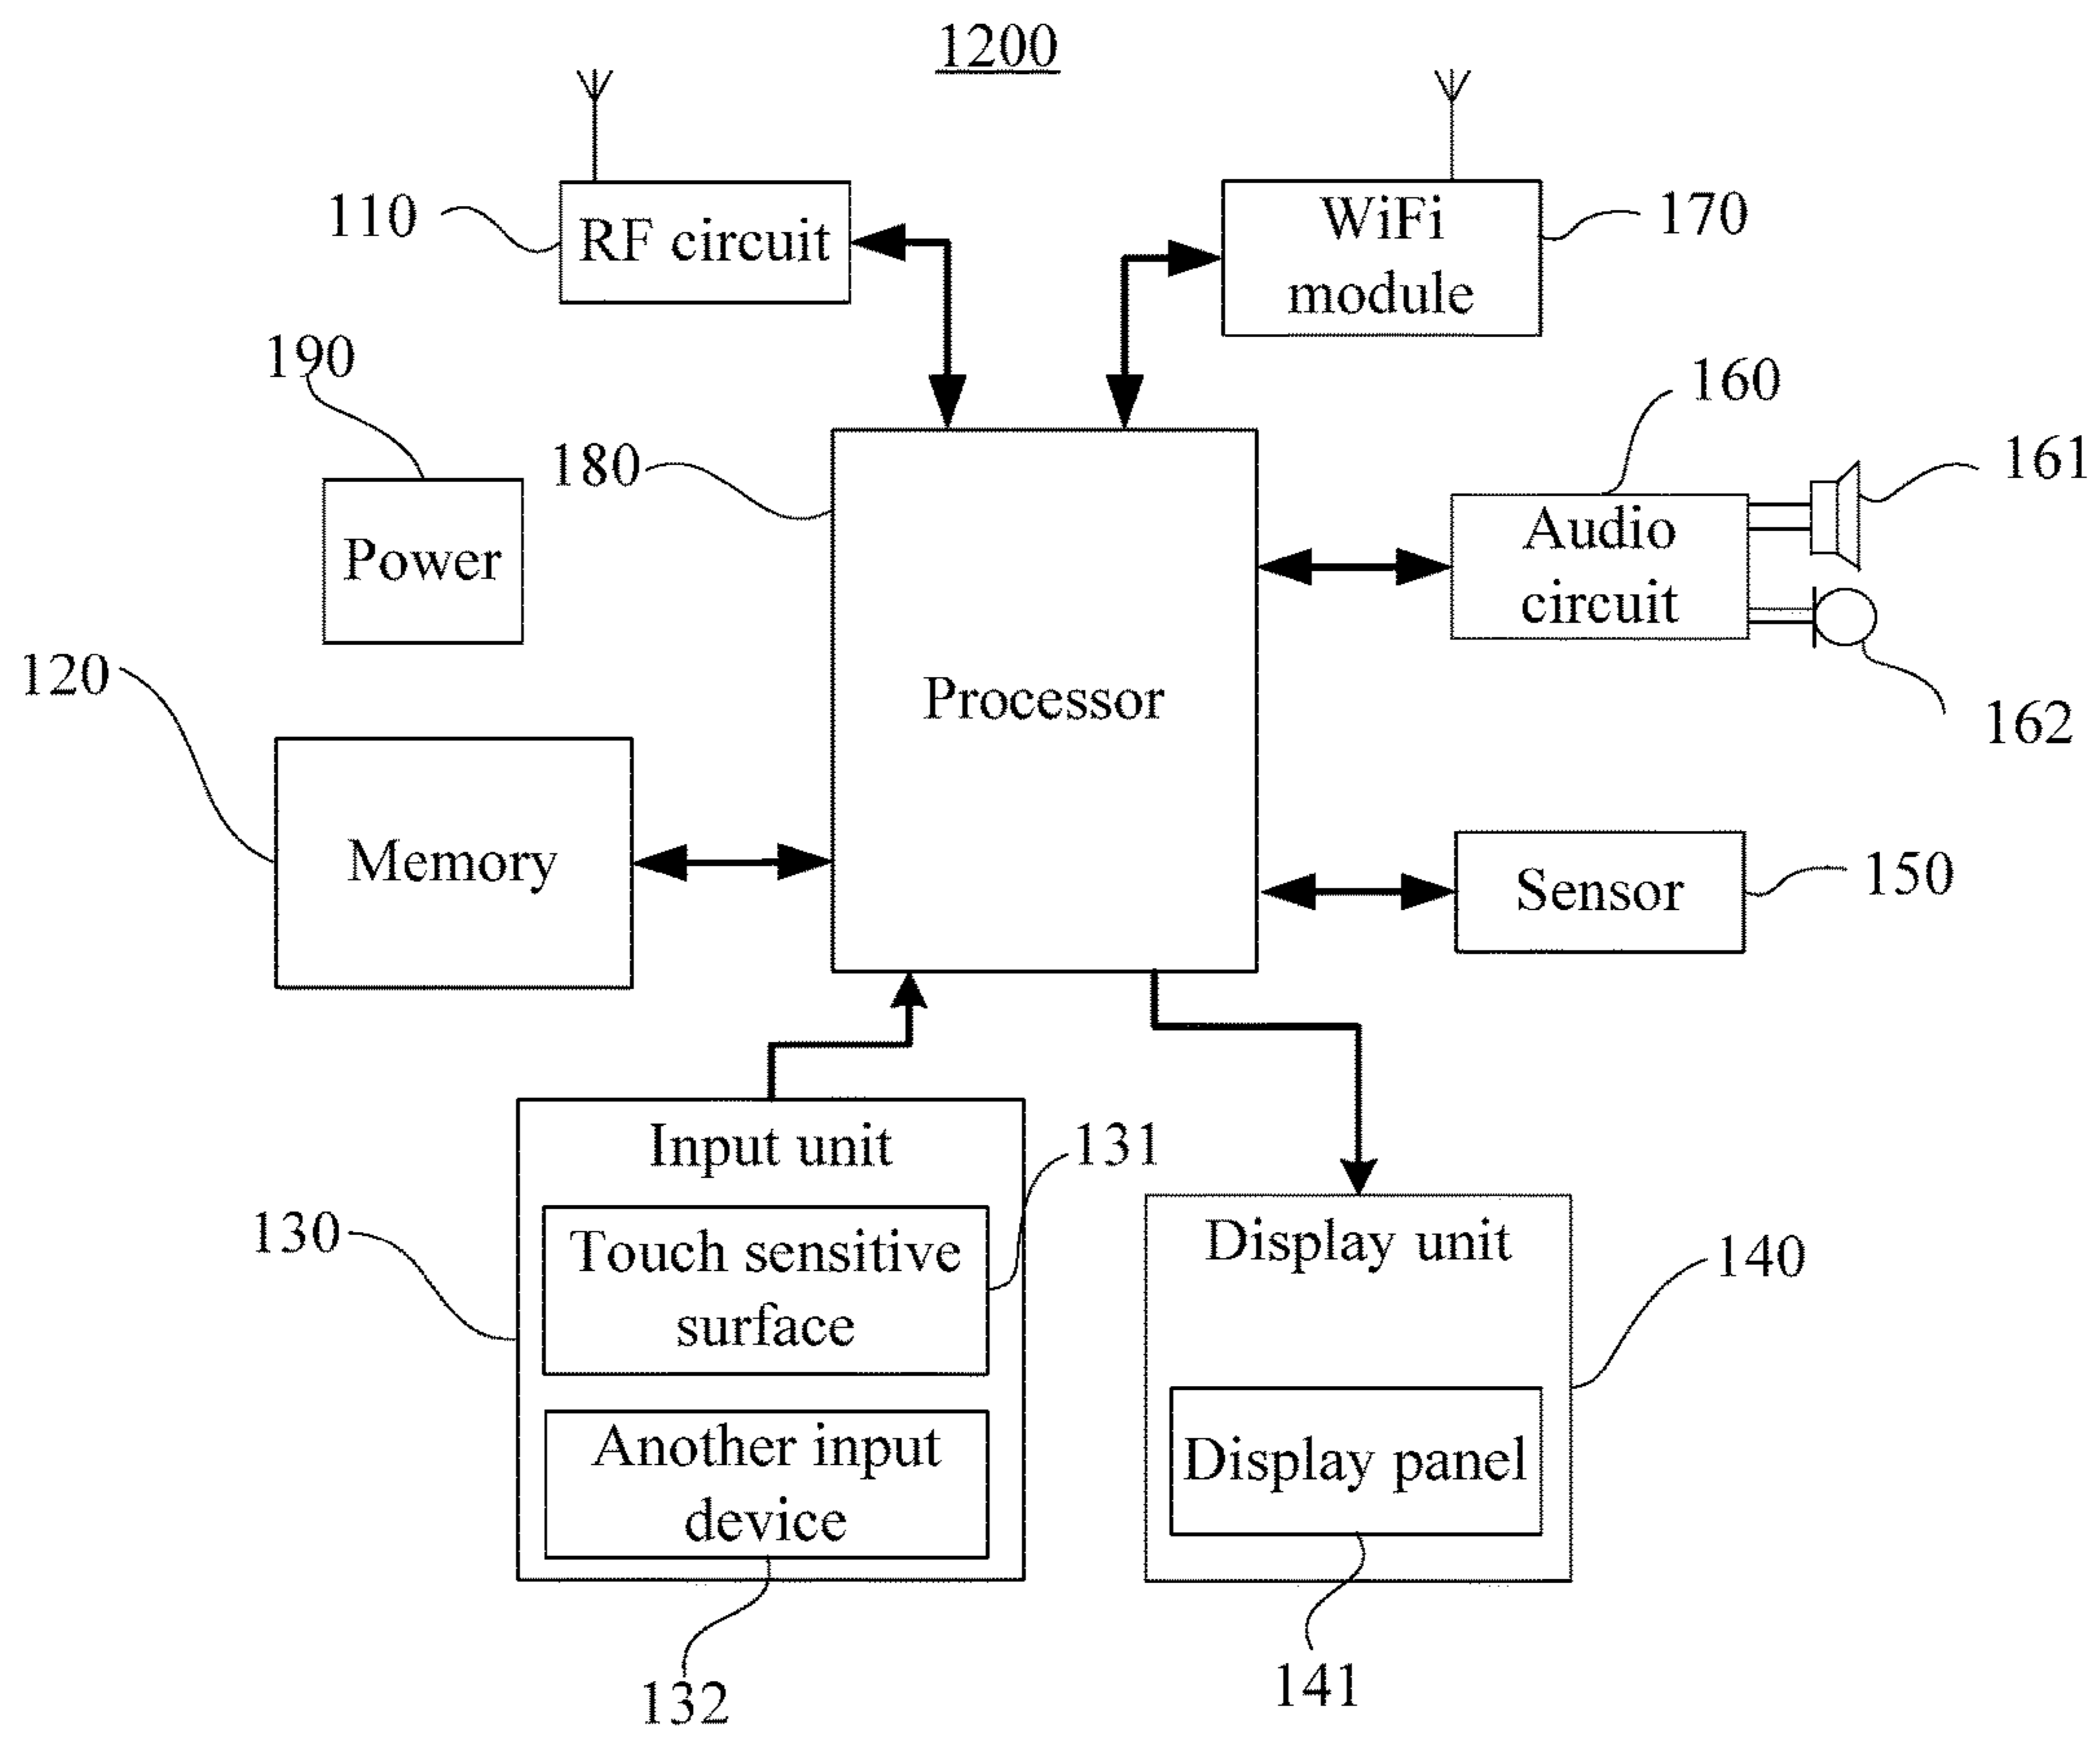 1200
110
RF circuit
WiFi
module
170
190
160
180
161
Power
Audio
circuit
120
Processor
162
Memory
Sensor
150
Input unit
131
130
Touch sensitive
surface
Display unit
140
Another input
device
Display panel
132
141